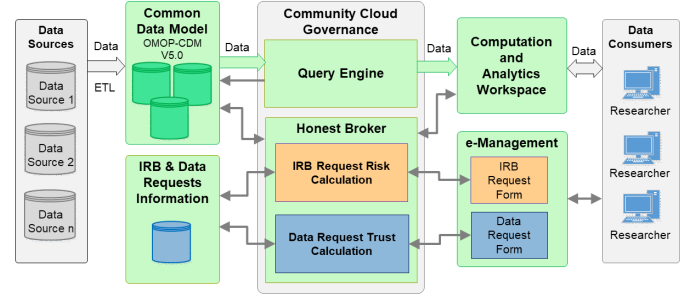 Data
Sources
Data
Source 1
Data
Source 2
Data
Source n
Data
ETL
Common
Data Model
OMOP-CDM
V5.0
IRB & Data
Requests
Information
Data
Community Cloud
Governance
Query Engine
Honest Broker
IRB Request Risk
Calculation
Data Request Trust
Calculation
Data
Computation
and
Analytics
Workspace
e-Management
IRB
Request
Form
Data
Request
Form
Data
Data
Consumers
Researcher
Researcher
Researcher